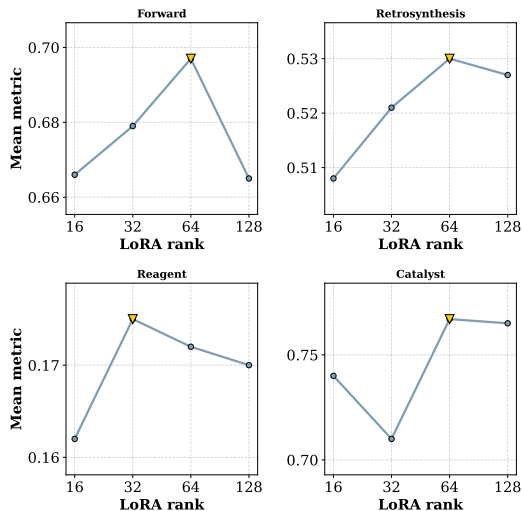 Forward
Mean metric
0.70
0.68
0.66
16 32 64 128
LoRA rank
Retrosynthesis
0.53
0.52
0.51
16 32 64 128
LoRA rank
Reagent
Mean metric
0.17
0.16
16 32 64 128
LoRA rank
Catalyst
0.75
0.70
16 32 64 128
LoRA rank